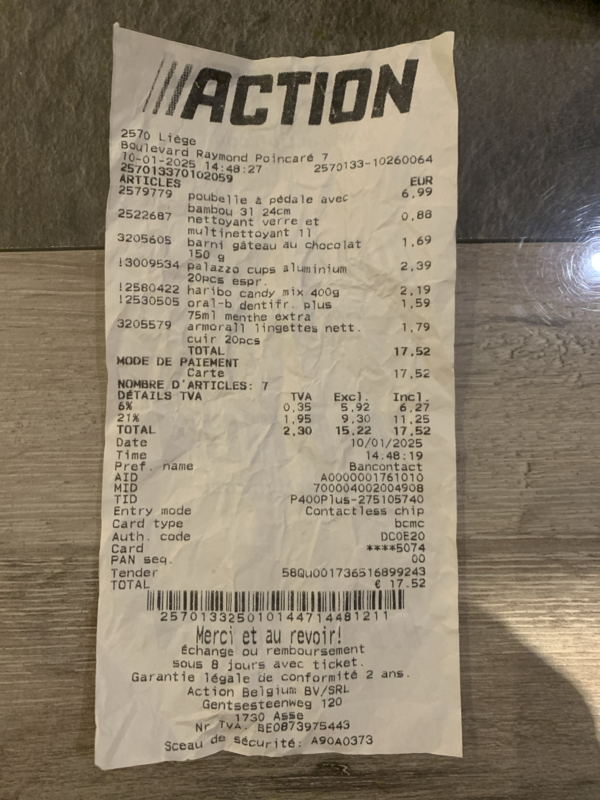 ACTION
2570 Liège
Boulevard Raymond Poincaré 7
10-01-2025 14:48:27 2570133-10260064
257013370102059
ARTICLES EUR
2579779 poubelle à pédale avec 6,99
bambou 3l 24cm
2522687 nettoyant verre et 0,88
multinettoyant 1l
3205605 barni gâteau au chocolat 1,69
150 g
!3009534 palazzo cups aluminium 2,39
20pcs espr.
!2580422 haribo candy mix 400g 2,19
!2530505 oral-b dentifr. plus 1,59
75ml menthe extra
3205579 armorall lingettes nett. 1,79
cuir 20pcs
TOTAL 17,52
MODE DE PAIEMENT
Carte 17,52
NOMBRE D'ARTICLES: 7
DÉTAILS TVA TVA Excl. Incl.
6% 0,35 5,92 6,27
21% 1,95 9,30 11,25
TOTAL 2,30 15,22 17,52
Date 10/01/2025
Time 14:48:19
Pref. name Bancontact
AID A0000001761010
MID 700004002004908
TID P400Plus-275105740
Entry mode Contactless chip
Card type bcmc
Auth. code DC0E20
Card ****5074
PAN seq. 00
Tender 58Qu001736516899243
TOTAL € 17.52
257013325010144714481211
Merci et au revoir!
Échange ou remboursement
sous 8 jours avec ticket.
Garantie légale de conformité 2 ans.
Action Belgium BV/SRL
Gentsesteenweg 120
1730 Asse
Nr TVA: BE0873975443
Sceau de sécurité: A90A0373